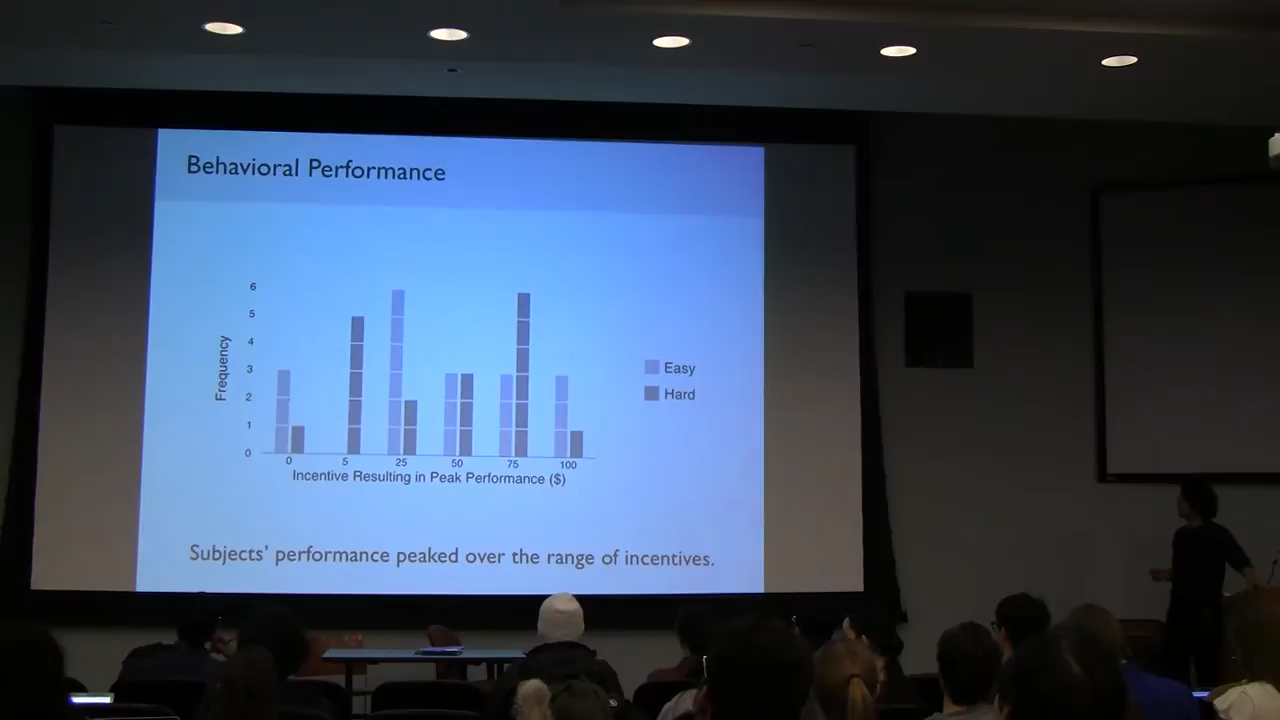 Behavioral Performance
6
5
4
3
2
1
0
Frequency
0 5 25 50 75 100
Incentive Resulting in Peak Performance ($)
Easy
Hard
Subjects' performance peaked over the range of incentives.